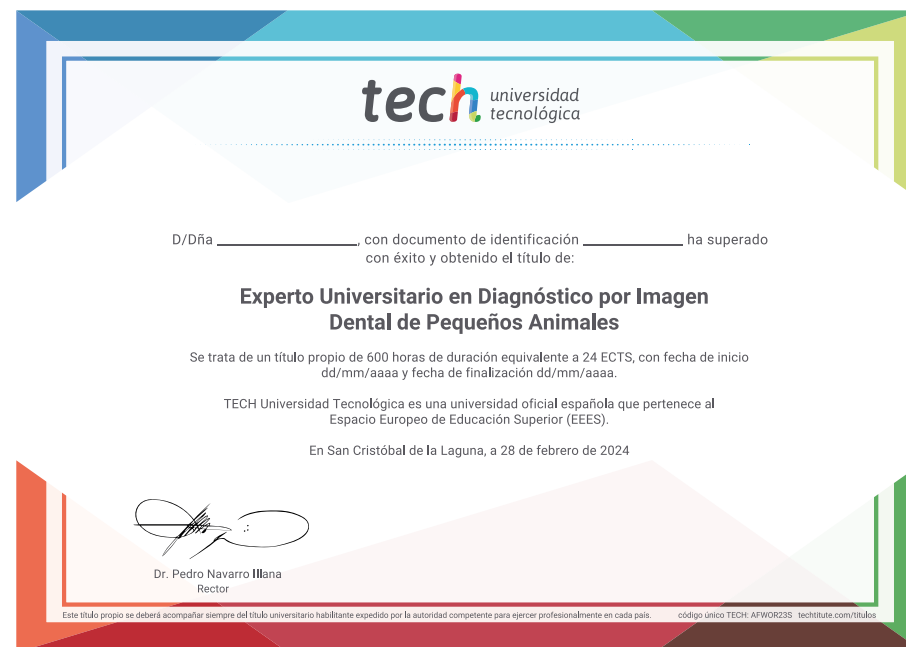 tech universidad
tecnológica
D/Dña ____________________, con documento de identificación ______________ ha superado
con éxito y obtenido el título de:
Experto Universitario en Diagnóstico por Imagen
Dental de Pequeños Animales
Se trata de un título propio de 600 horas de duración equivalente a 24 ECTS, con fecha de inicio
dd/mm/aaaa y fecha de finalización dd/mm/aaaa.
TECH Universidad Tecnológica es una universidad oficial española que pertenece al
Espacio Europeo de Educación Superior (EEES).
En San Cristóbal de la Laguna, a 28 de febrero de 2024
Dr. Pedro Navarro Illana
Rector
Este título propio se deberá acompañar siempre del título universitario habilitante expedido por la autoridad competente para ejercer profesionalmente en cada país. código único TECH: AFWOR23S techtitute.com/titulos